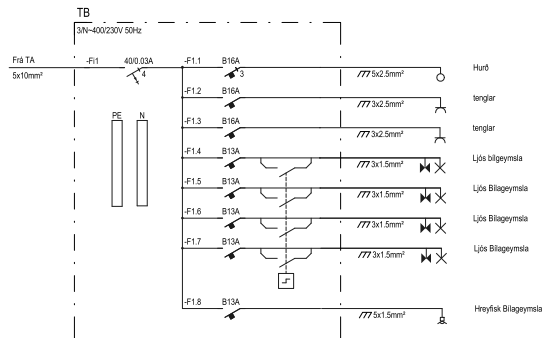 TB
3/N~400/230V 50Hz
Frá TA
5x10mm²
-Fi1
40/0.03A
4
PE
N
-F1.1
B16A
3
5x2.5mm²
Hurð
-F1.2
B16A
3x2.5mm²
tenglar
-F1.3
B16A
3x2.5mm²
tenglar
-F1.4
B13A
3x1.5mm²
Ljós bilgeymsla
-F1.5
B13A
3x1.5mm²
Ljós Bílageymsla
-F1.6
B13A
3x1.5mm²
Ljós Bílageymsla
-F1.7
B13A
3x1.5mm²
Ljós Bílageymsla
-F1.8
B13A
5x1.5mm²
Hreyfisk Bílageymsla